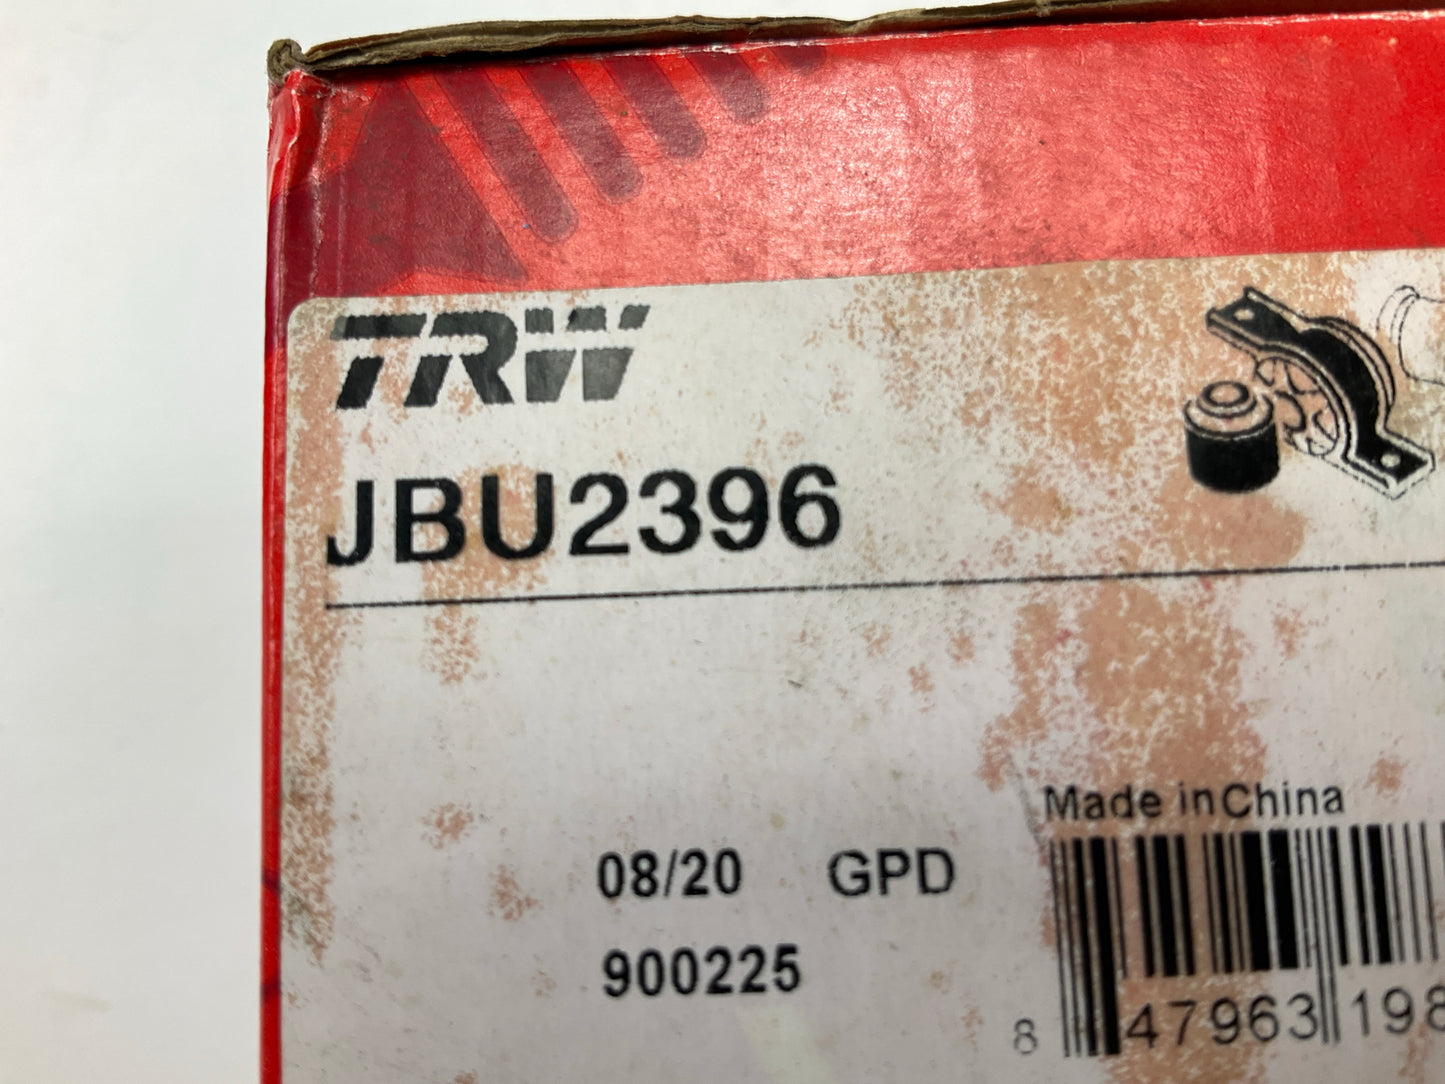 TRW
JBU2396
Made in China
08/20 GPD
900225
8 47963 198